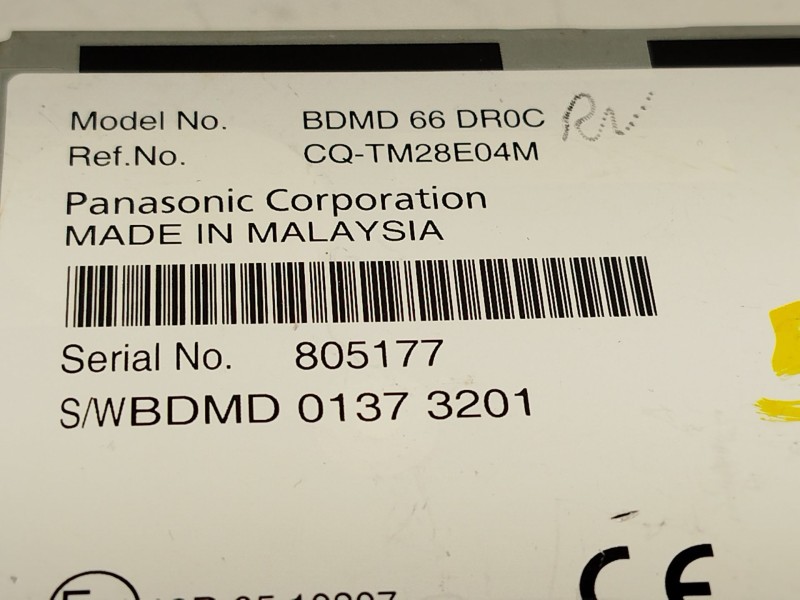 Model No. BDMD 66 DR0C
Ref.No. CQ-TM28E04M
Panasonic Corporation
MADE IN MALAYSIA
Serial No. 805177
S/WBDMD 0137 3201
CE